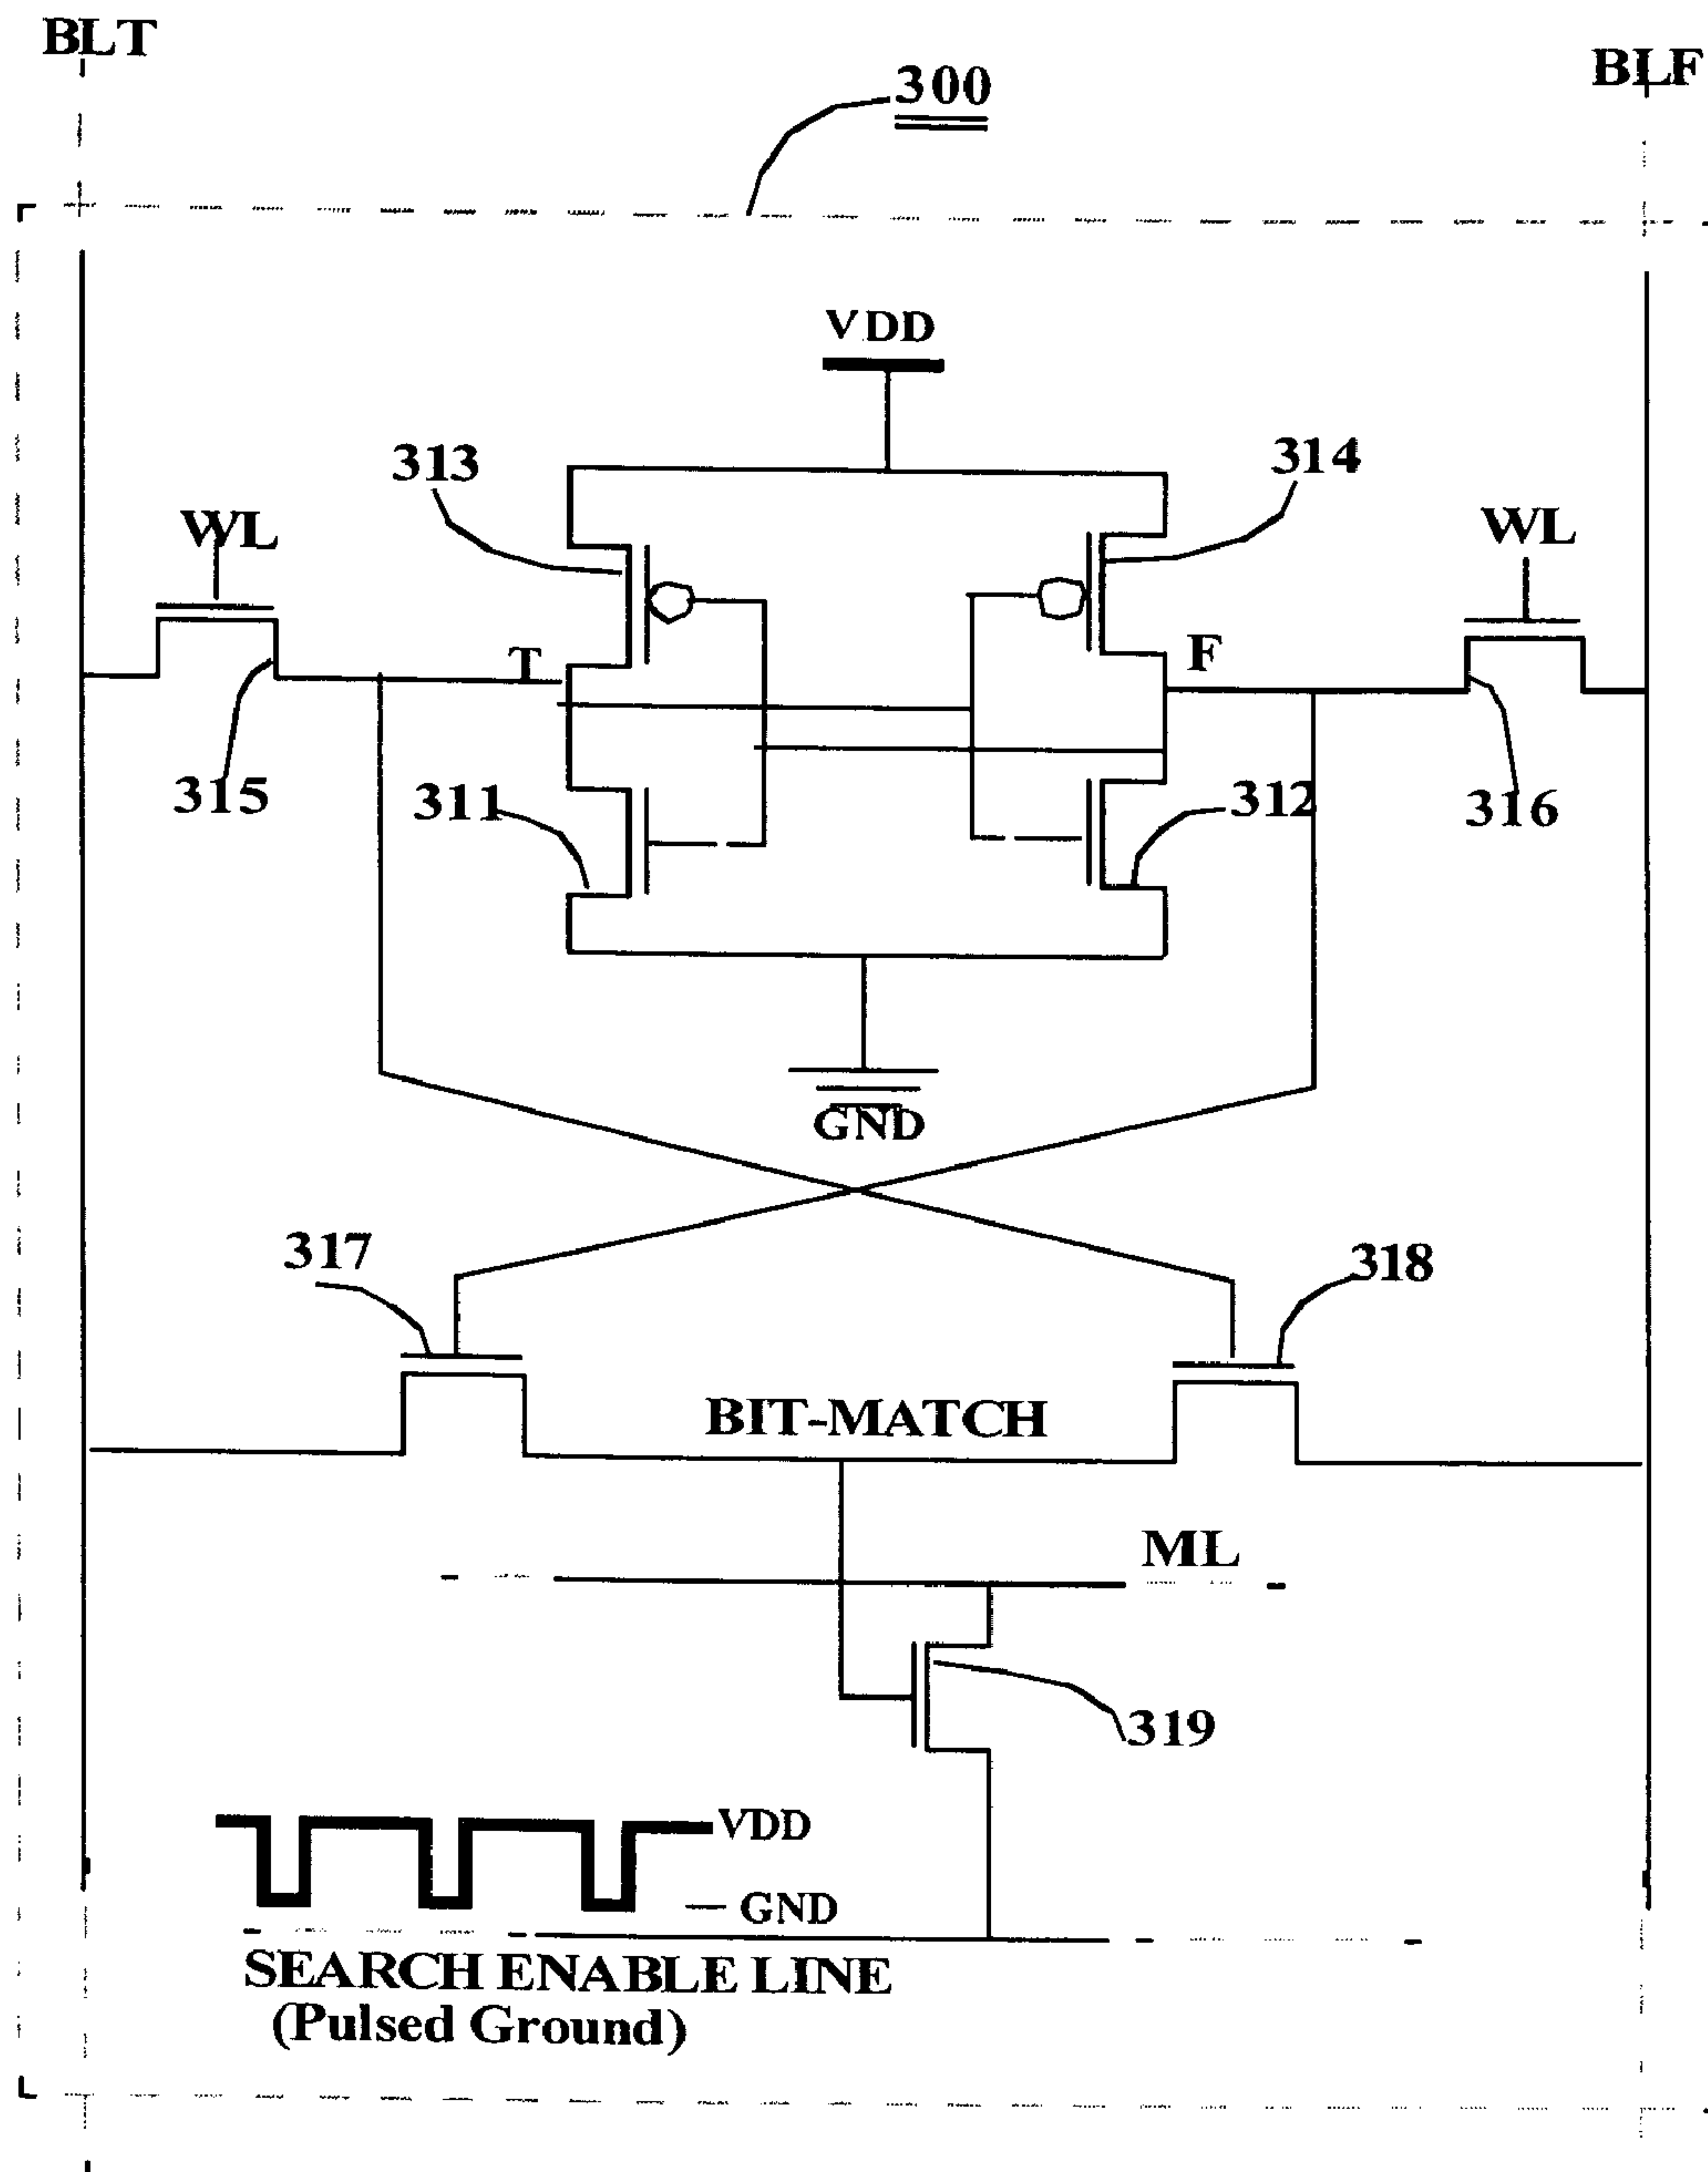 BLT
BLF
300
VDD
313
314
WL
WL
T
F
315
311
312
316
GND
317
318
BIT-MATCH
ML
319
VDD
GND
SEARCH ENABLE LINE
(Pulsed Ground)